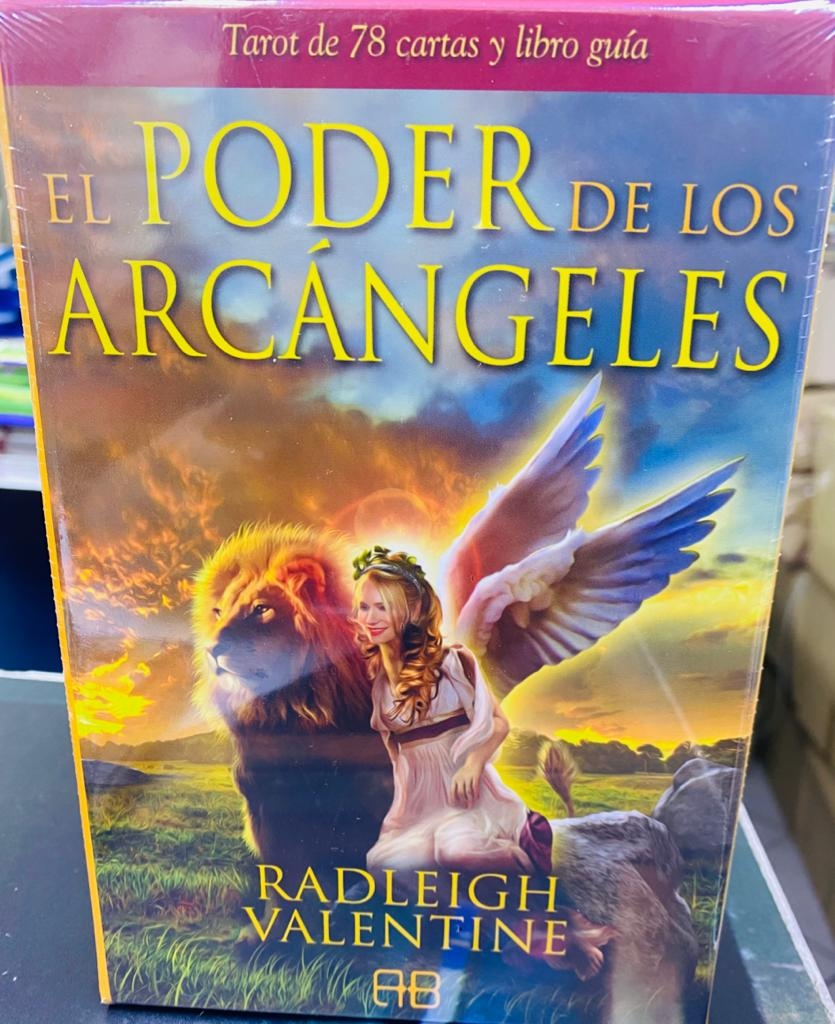 Tarot de 78 cartas y libro guía
EL PODER DE LOS
ARCÁNGELES
RADLEIGH
VALENTINE
AB